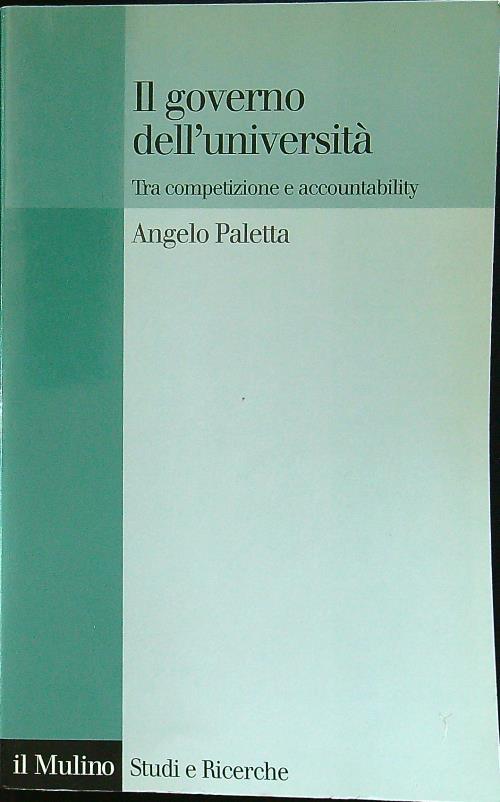 Il governo
dell'università
Tra competizione e accountability
Angelo Paletta
il Mulino
Studi e Ricerche